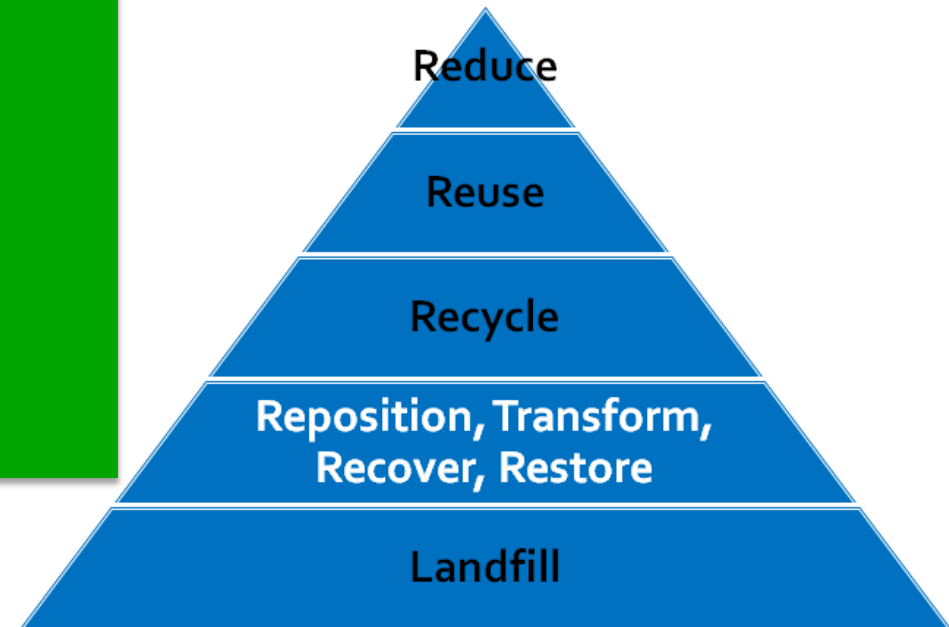 Reduce
Reuse
Recycle
Reposition, Transform,
Recover, Restore
Landfill